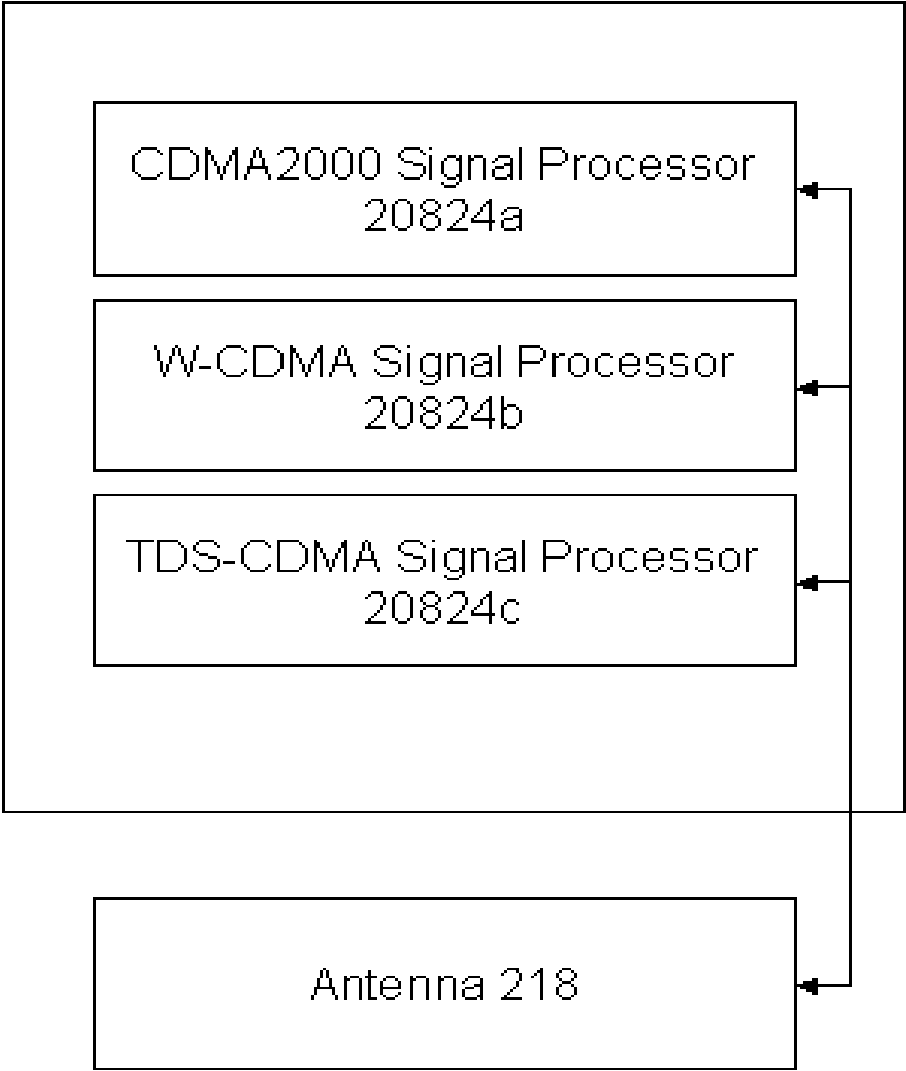 CDMA2000 Signal Processor
20824a
W-CDMA Signal Processor
20824b
TDS-CDMA Signal Processor
20824c
Antenna 218